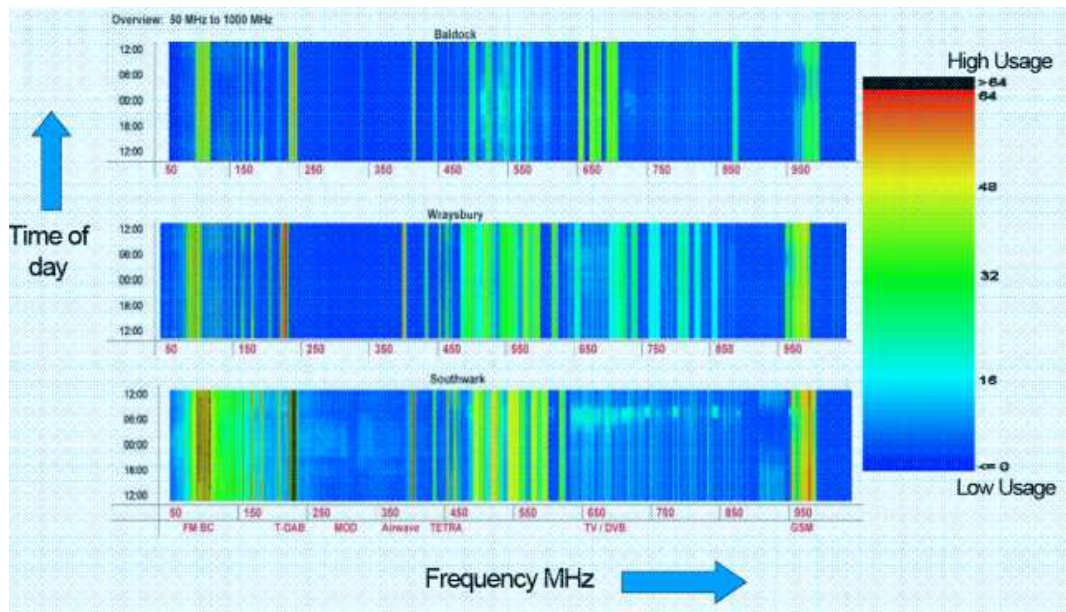 Overview: 50 MHz to 1000 MHz
Baldock
12:00
06:00
00:00
18:00
12:00
50 150 250 350 450 550 650 750 850 950
Wraysbury
12:00
06:00
00:00
18:00
12:00
50 150 250 350 450 550 650 750 850 950
Southwark
12:00
06:00
00:00
18:00
12:00
50 150 250 350 450 550 650 750 850 950
FM BC T-DAB MOD Airwave TETRA TV / DVB GSM
Time of
day
Frequency MHz
High Usage
>64
64
48
32
16
<= 0
Low Usage